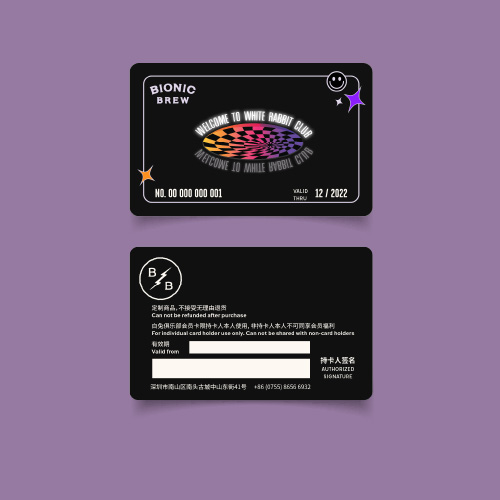 BIONIC
BREW
WELCOME TO WHITE RABBIT CLUB
WELCOME TO WHITE RABBIT CLUB
NO. 00 000 000 001
VALID
THRU
12 / 2022
B
B
定制商品, 不接受无理由退货
Can not be refunded after purchase
白兔俱乐部会员卡限持卡人本人使用, 非持卡人本人不可同享会员福利
For individual card holder use only. Can not be shared with non-card holders
有效期
Valid from
持卡人签名
AUTHORIZED
SIGNATURE
深圳市南山区南头古城中山东街41号 +86 (0755) 8656 6932